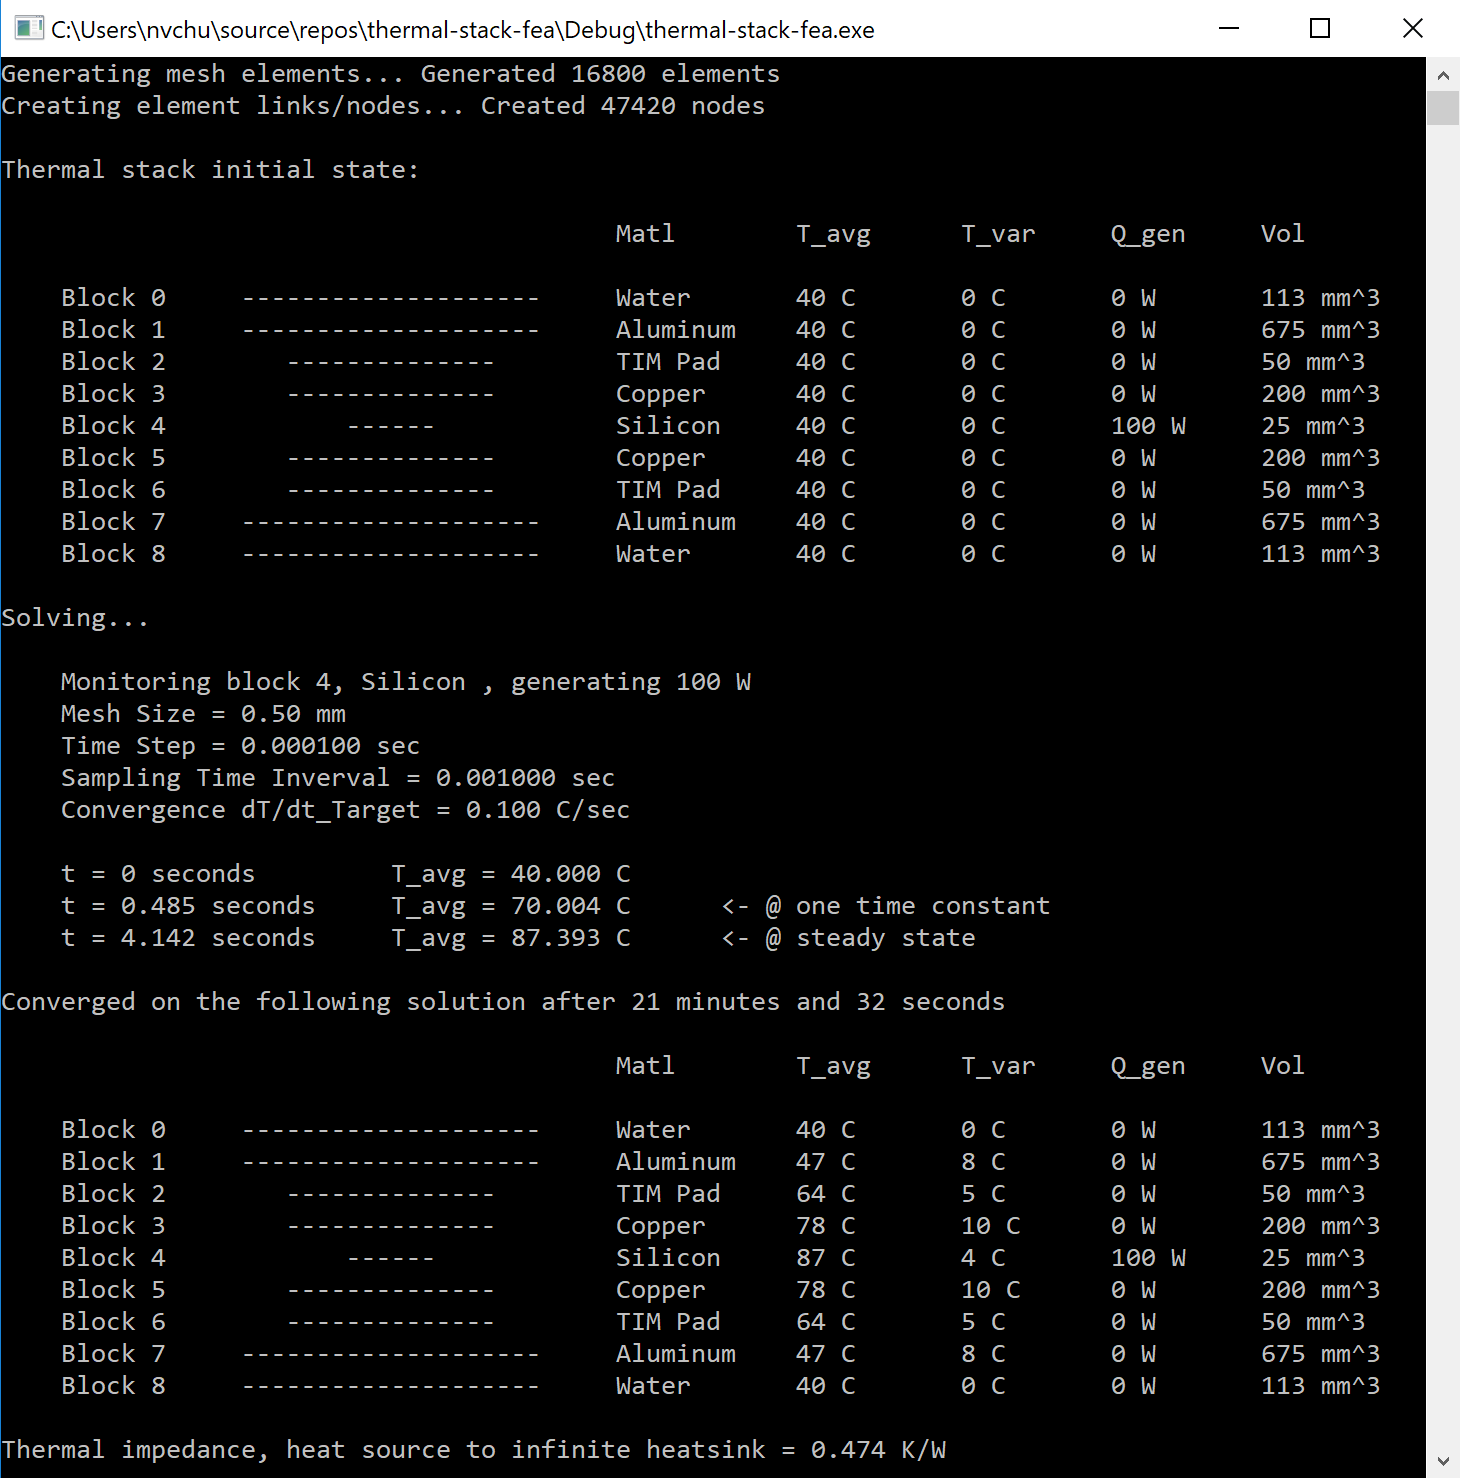 C:\Users\nvchu\source\repos\thermal-stack-fea\Debug\thermal-stack-fea.exe
Generating mesh elements... Generated 16800 elements
Creating element links/nodes... Created 47420 nodes
Thermal stack initial state:
Matl T_avg T_var Q_gen Vol
Block 0 -------------------- Water 40 C 0 C 0 W 113 mm^3
Block 1 -------------------- Aluminum 40 C 0 C 0 W 675 mm^3
Block 2 -------------- TIM Pad 40 C 0 C 0 W 50 mm^3
Block 3 -------------- Copper 40 C 0 C 0 W 200 mm^3
Block 4 ------ Silicon 40 C 0 C 100 W 25 mm^3
Block 5 -------------- Copper 40 C 0 C 0 W 200 mm^3
Block 6 -------------- TIM Pad 40 C 0 C 0 W 50 mm^3
Block 7 -------------------- Aluminum 40 C 0 C 0 W 675 mm^3
Block 8 -------------------- Water 40 C 0 C 0 W 113 mm^3
Solving...
Monitoring block 4, Silicon , generating 100 W
Mesh Size = 0.50 mm
Time Step = 0.000100 sec
Sampling Time Inverval = 0.001000 sec
Convergence dT/dt_Target = 0.100 C/sec
t = 0 seconds T_avg = 40.000 C
t = 0.485 seconds T_avg = 70.004 C <- @ one time constant
t = 4.142 seconds T_avg = 87.393 C <- @ steady state
Converged on the following solution after 21 minutes and 32 seconds
Matl T_avg T_var Q_gen Vol
Block 0 -------------------- Water 40 C 0 C 0 W 113 mm^3
Block 1 -------------------- Aluminum 47 C 8 C 0 W 675 mm^3
Block 2 -------------- TIM Pad 64 C 5 C 0 W 50 mm^3
Block 3 -------------- Copper 78 C 10 C 0 W 200 mm^3
Block 4 ------ Silicon 87 C 4 C 100 W 25 mm^3
Block 5 -------------- Copper 78 C 10 C 0 W 200 mm^3
Block 6 -------------- TIM Pad 64 C 5 C 0 W 50 mm^3
Block 7 -------------------- Aluminum 47 C 8 C 0 W 675 mm^3
Block 8 -------------------- Water 40 C 0 C 0 W 113 mm^3
Thermal impedance, heat source to infinite heatsink = 0.474 K/W